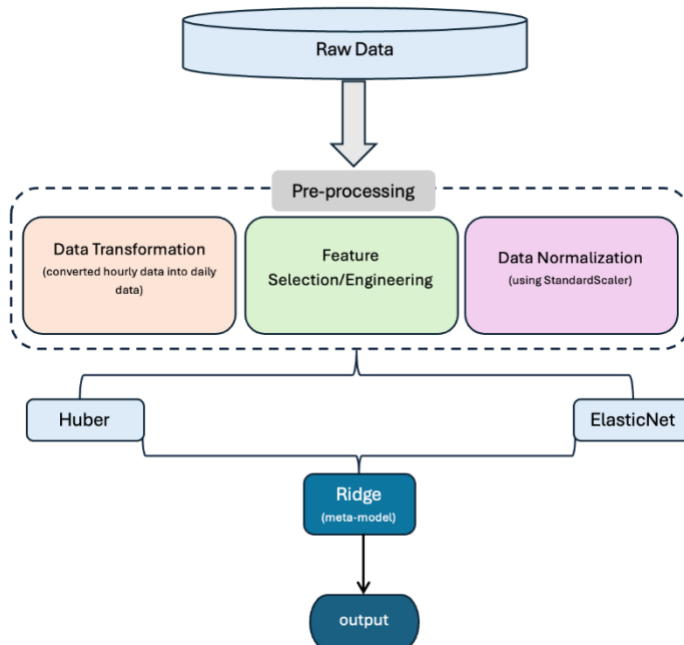 Raw Data
Pre-processing
Data Transformation
(converted hourly data into daily
data)
Feature
Selection/Engineering
Data Normalization
(using StandardScaler)
Huber
ElasticNet
Ridge
(meta-model)
output